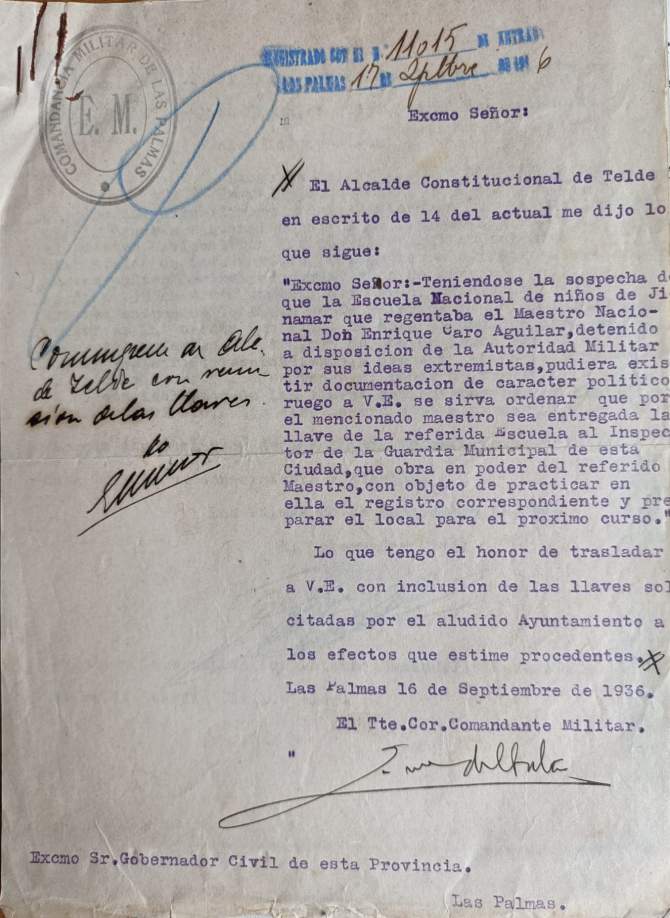 COMANDANCIA MILITAR DE LAS PALMAS
E. M.
REGISTRADO CON EL N.º 11015 DE ENTRADA
LAS PALMAS 17 DE Septbre DE 193 6
Excmo Señor:
El Alcalde Constitucional de Telde
en escrito de 14 del actual me dijo lo
que sigue:
"Excmo Señor:-Teniendose la sospecha de
que la Escuela Nacional de niños de Ji
namar que regentaba el Maestro Nacio-
nal Don Enrique Caro Aguilar,detenido
a disposicion de la Autoridad Militar
por sus ideas extremistas,pudiera exis
tir documentacion de caracter politico
ruego a V.E. se sirva ordenar que por
el mencionado maestro sea entregada la
llave de la referida Escuela al Inspec
tor de la Guardia Municipal de esta
Ciudad,que obra en poder del referido
Maestro,con objeto de practicar en
ella el registro correspondiente y pre
parar el local para el proximo curso."
Lo que tengo el honor de trasladar
a V.E. con inclusion de las llaves sol
citadas por el aludido Ayuntamiento a
los efectos que estime procedentes.
Las Palmas 16 de Septiembre de 1936.
El Tte.Cor.Comandante Militar.
"
Comuniquese al Alc.
de Telde con remi
sion de las llaves
Excmo Sr.Gobernador Civil de esta Provincia.
Las Palmas.